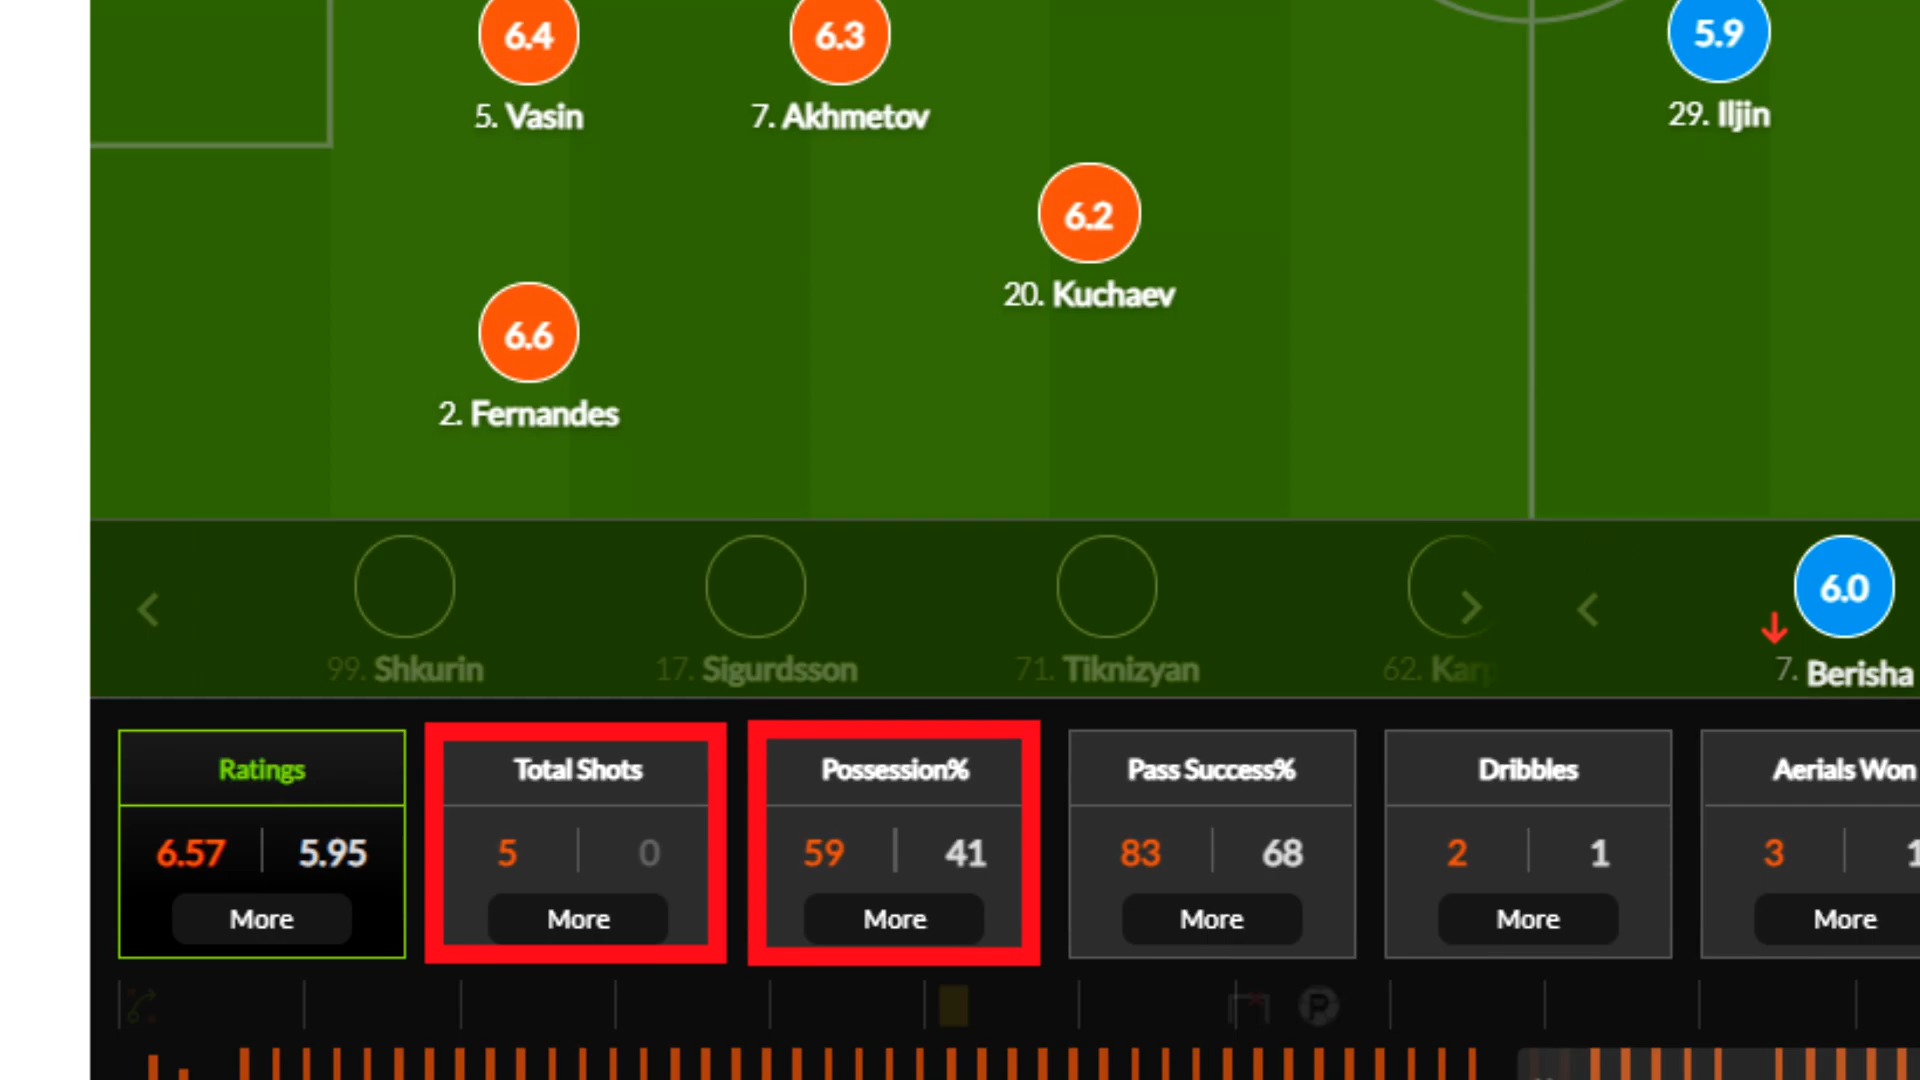 6.4
6.3
5.9
5. Vasin
7. Akhmetov
29. Iljin
6.2
20. Kuchaev
6.6
2. Fernandes
6.0
99. Shkurin
17. Sigurdsson
71. Tiknizyan
62. Karp
7. Berisha
Ratings
Total Shots
Possession%
Pass Success%
Dribbles
Aerials Won
6.57 | 5.95
5 | 0
59 | 41
83 | 68
2 | 1
3 | 1
More
More
More
More
More
More
P